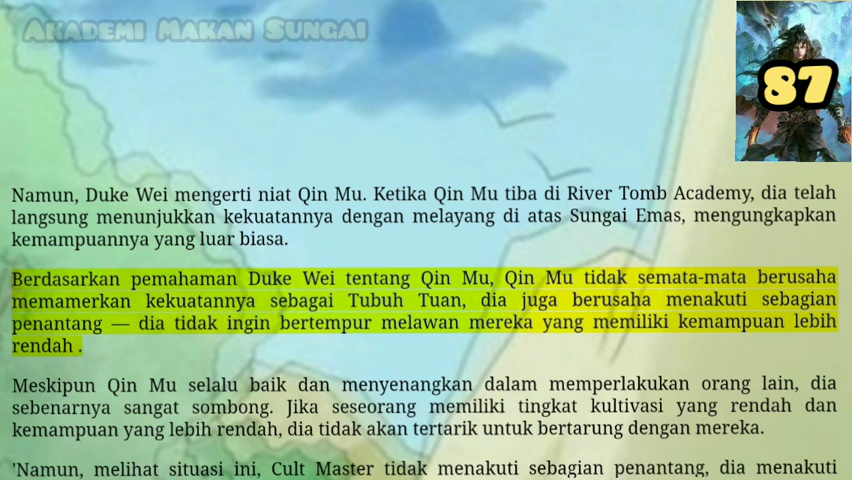 Akademi Makan Sungai
87
Namun, Duke Wei mengerti niat Qin Mu. Ketika Qin Mu tiba di River Tomb Academy, dia telah
langsung menunjukkan kekuatannya dengan melayang di atas Sungai Emas, mengungkapkan
kemampuannya yang luar biasa.
Berdasarkan pemahaman Duke Wei tentang Qin Mu, Qin Mu tidak semata-mata berusaha
memamerkan kekuatannya sebagai Tubuh Tuan, dia juga berusaha menakuti sebagian
penantang — dia tidak ingin bertempur melawan mereka yang memiliki kemampuan lebih
rendah .
Meskipun Qin Mu selalu baik dan menyenangkan dalam memperlakukan orang lain, dia
sebenarnya sangat sombong. Jika seseorang memiliki tingkat kultivasi yang rendah dan
kemampuan yang lebih rendah, dia tidak akan tertarik untuk bertarung dengan mereka.
'Namun, melihat situasi ini, Cult Master tidak menakuti sebagian penantang, dia menakuti